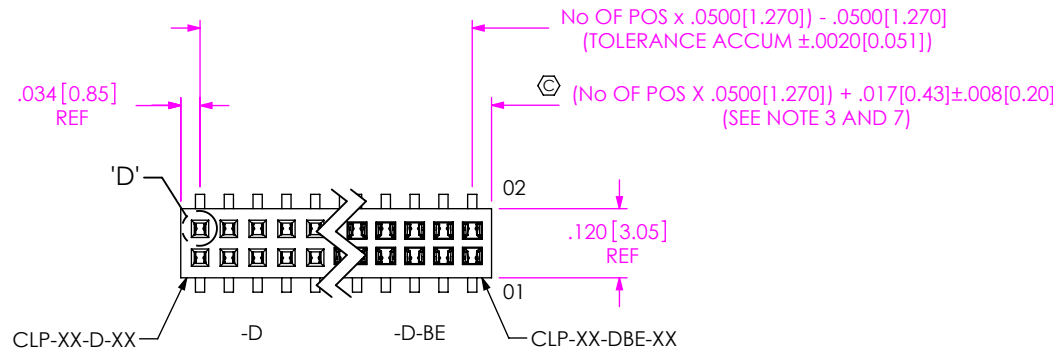 No OF POS x .0500[1.270]) - .0500[1.270]
(TOLERANCE ACCUM ±.0020[0.051])
.034[0.85]
REF
C (No OF POS X .0500[1.270]) + .017[0.43]±.008[0.20]
(SEE NOTE 3 AND 7)
'D'
02
.120[3.05]
REF
01
CLP-XX-D-XX
-D
-D-BE
CLP-XX-DBE-XX